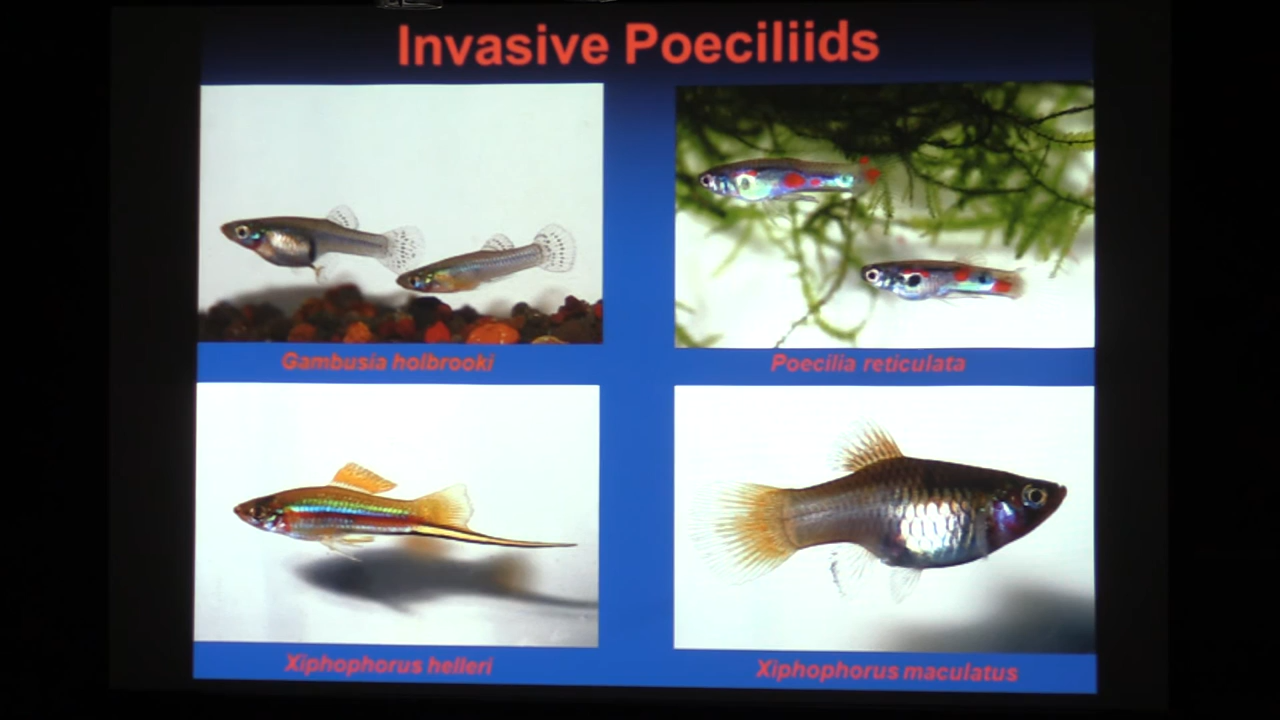 Invasive Poeciliids
Gambusia holbrooki
Poecilia reticulata
Xiphophorus helleri
Xiphophorus maculatus